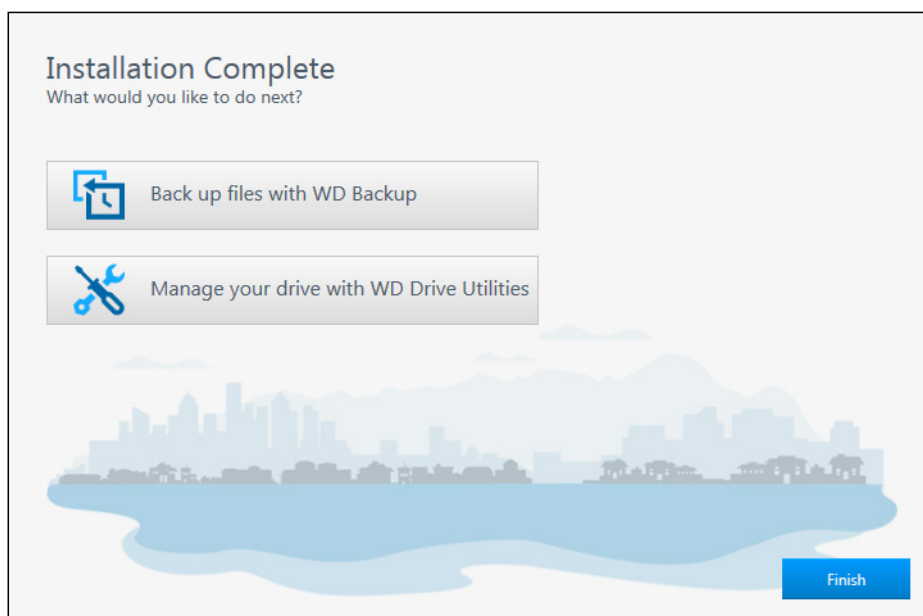 Installation Complete
What would you like to do next?
Back up files with WD Backup
Manage your drive with WD Drive Utilities
Finish